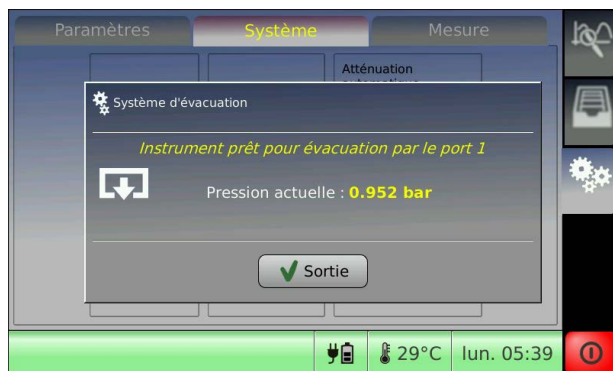 Paramètres
Système
Mesure
Atténuation
Système d'évacuation
Instrument prêt pour évacuation par le port 1
Pression actuelle : 0.952 bar
Sortie
29°C
lun. 05:39